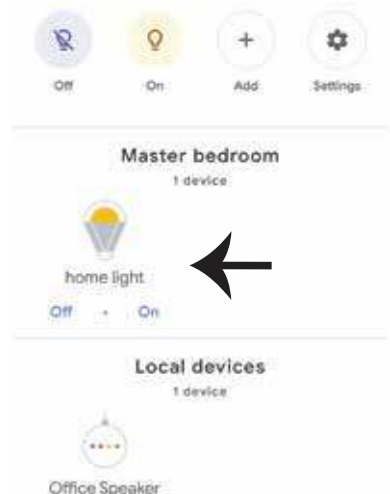 Off On Add Settings
Master bedroom
1 device
home light
Off · On
Local devices
1 device
Office Speaker